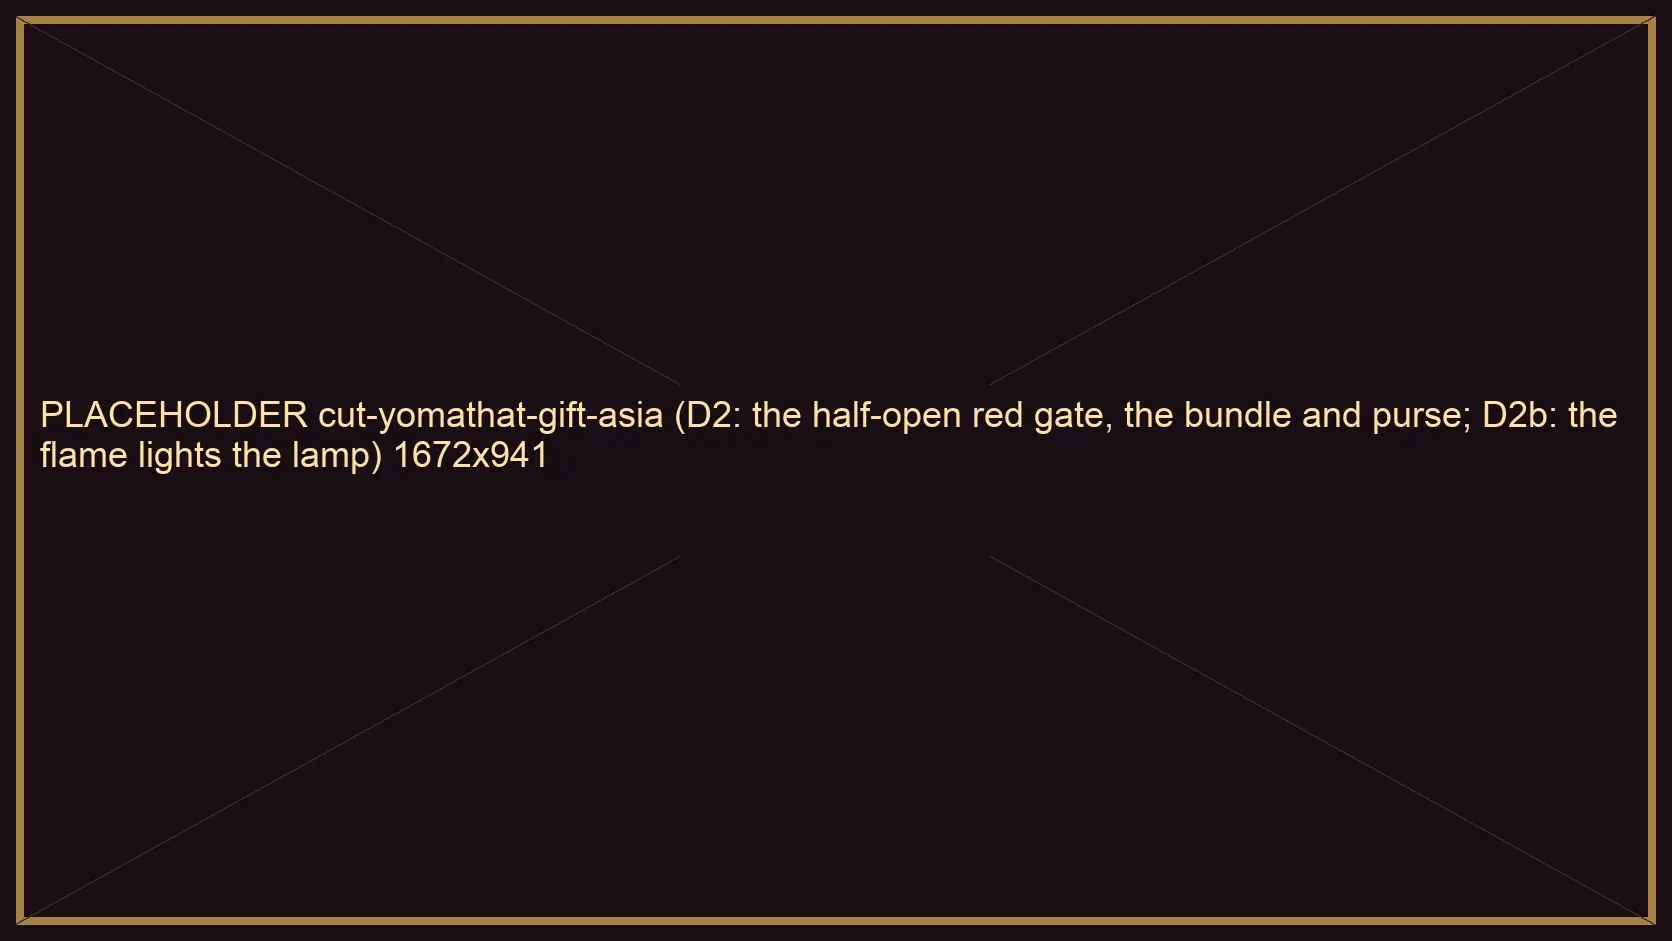 PLACEHOLDER cut-yomathat-gift-asia (D2: the half-open red gate, the bundle and purse; D2b: the
flame lights the lamp) 1672x941